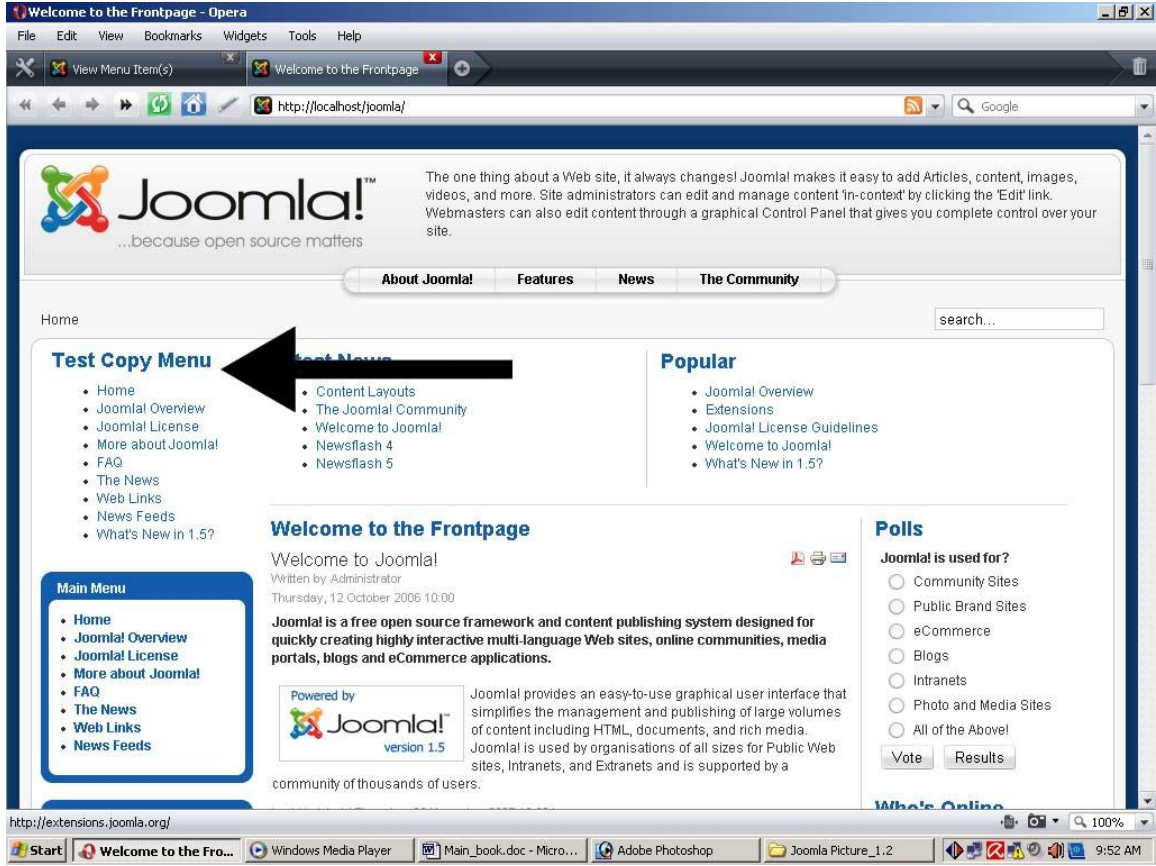 Welcome to the Frontpage - Opera
File Edit View Bookmarks Widgets Tools Help
View Menu Item(s) Welcome to the Frontpage
http://localhost/joomla/ Google
Joomla!™
...because open source matters
The one thing about a Web site, it always changes! Joomla! makes it easy to add Articles, content, images,
videos, and more. Site administrators can edit and manage content 'in-context' by clicking the 'Edit' link.
Webmasters can also edit content through a graphical Control Panel that gives you complete control over your
site.
About Joomla! Features News The Community
Home
search...
Test Copy Menu
Home
Joomla! Overview
Joomla! License
More about Joomla!
FAQ
The News
Web Links
News Feeds
What's New in 1.5?
Content Layouts
The Joomla! Community
Welcome to Joomla!
Newsflash 4
Newsflash 5
Popular
Joomla! Overview
Extensions
Joomla! License Guidelines
Welcome to Joomla!
What's New in 1.5?
Main Menu
Home
Joomla! Overview
Joomla! License
More about Joomla!
FAQ
The News
Web Links
News Feeds
Welcome to the Frontpage
Welcome to Joomla!
Written by Administrator
Thursday, 12 October 2006 10:00
Joomla! is a free open source framework and content publishing system designed for
quickly creating highly interactive multi-language Web sites, online communities, media
portals, blogs and eCommerce applications.
Powered by
Joomla!
version 1.5
Joomla! provides an easy-to-use graphical user interface that
simplifies the management and publishing of large volumes
of content including HTML, documents, and rich media.
Joomla! is used by organisations of all sizes for Public Web
sites, Intranets, and Extranets and is supported by a
community of thousands of users.
Polls
Joomla! is used for?
Community Sites
Public Brand Sites
eCommerce
Blogs
Intranets
Photo and Media Sites
All of the Above!
Vote Results
Who's Online
http://extensions.joomla.org/ 100%
Start Welcome to the Fro... Windows Media Player Main_book.doc - Micro... Adobe Photoshop Joomla Picture_1.2 9:52 AM